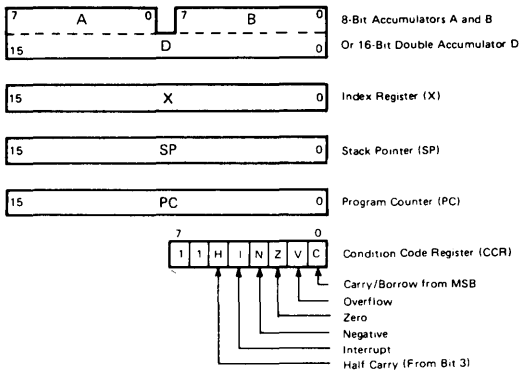 7 A 0 7 B 0 8-Bit Accumulators A and B
15 D 0 Or 16-Bit Double Accumulator D
15 X 0 Index Register (X)
15 SP 0 Stack Pointer (SP)
15 PC 0 Program Counter (PC)
7 0
1 1 H I N Z V C Condition Code Register (CCR)
Carry/Borrow from MSB
Overflow
Zero
Negative
Interrupt
Half Carry (From Bit 3)